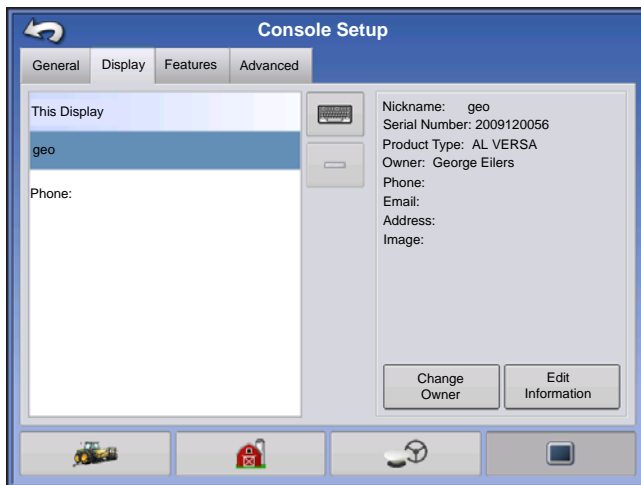 Console Setup
General Display Features Advanced
This Display
geo
Phone:
Nickname: geo
Serial Number: 2009120056
Product Type: AL VERSA
Owner: George Eilers
Phone:
Email:
Address:
Image:
Change
Owner
Edit
Information